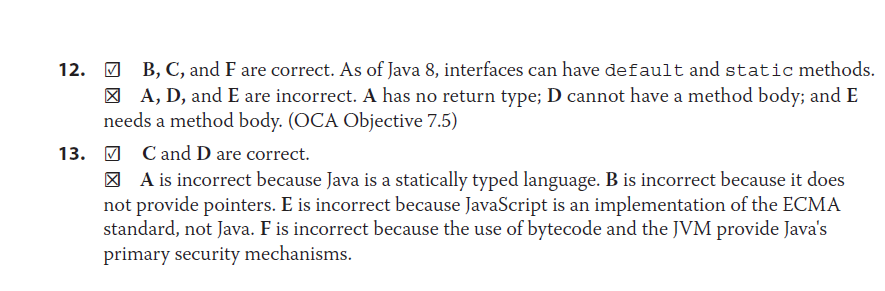 12. ☑ B, C, and F are correct. As of Java 8, interfaces can have default and static methods.
☒ A, D, and E are incorrect. A has no return type; D cannot have a method body; and E
needs a method body. (OCA Objective 7.5)
13. ☑ C and D are correct.
☒ A is incorrect because Java is a statically typed language. B is incorrect because it does
not provide pointers. E is incorrect because JavaScript is an implementation of the ECMA
standard, not Java. F is incorrect because the use of bytecode and the JVM provide Java's
primary security mechanisms.